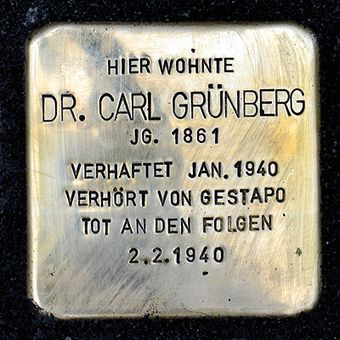 HIER WOHNTE
DR. CARL GRÜNBERG
JG. 1861
VERHAFTET JAN. 1940
VERHÖRT VON GESTAPO
TOT AN DEN FOLGEN
2.2.1940